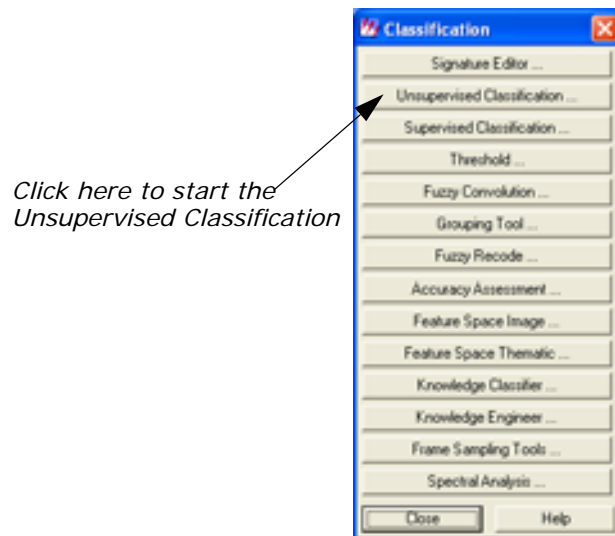 Classification
Signature Editor ...
Unsupervised Classification ...
Supervised Classification ...
Threshold ...
Click here to start the
Unsupervised Classification
Fuzzy Convolution ...
Grouping Tool ...
Fuzzy Recode ...
Accuracy Assessment ...
Feature Space Image ...
Feature Space Thematic ...
Knowledge Classifier ...
Knowledge Engineer ...
Frame Sampling Tools ...
Spectral Analysis ...
Close Help